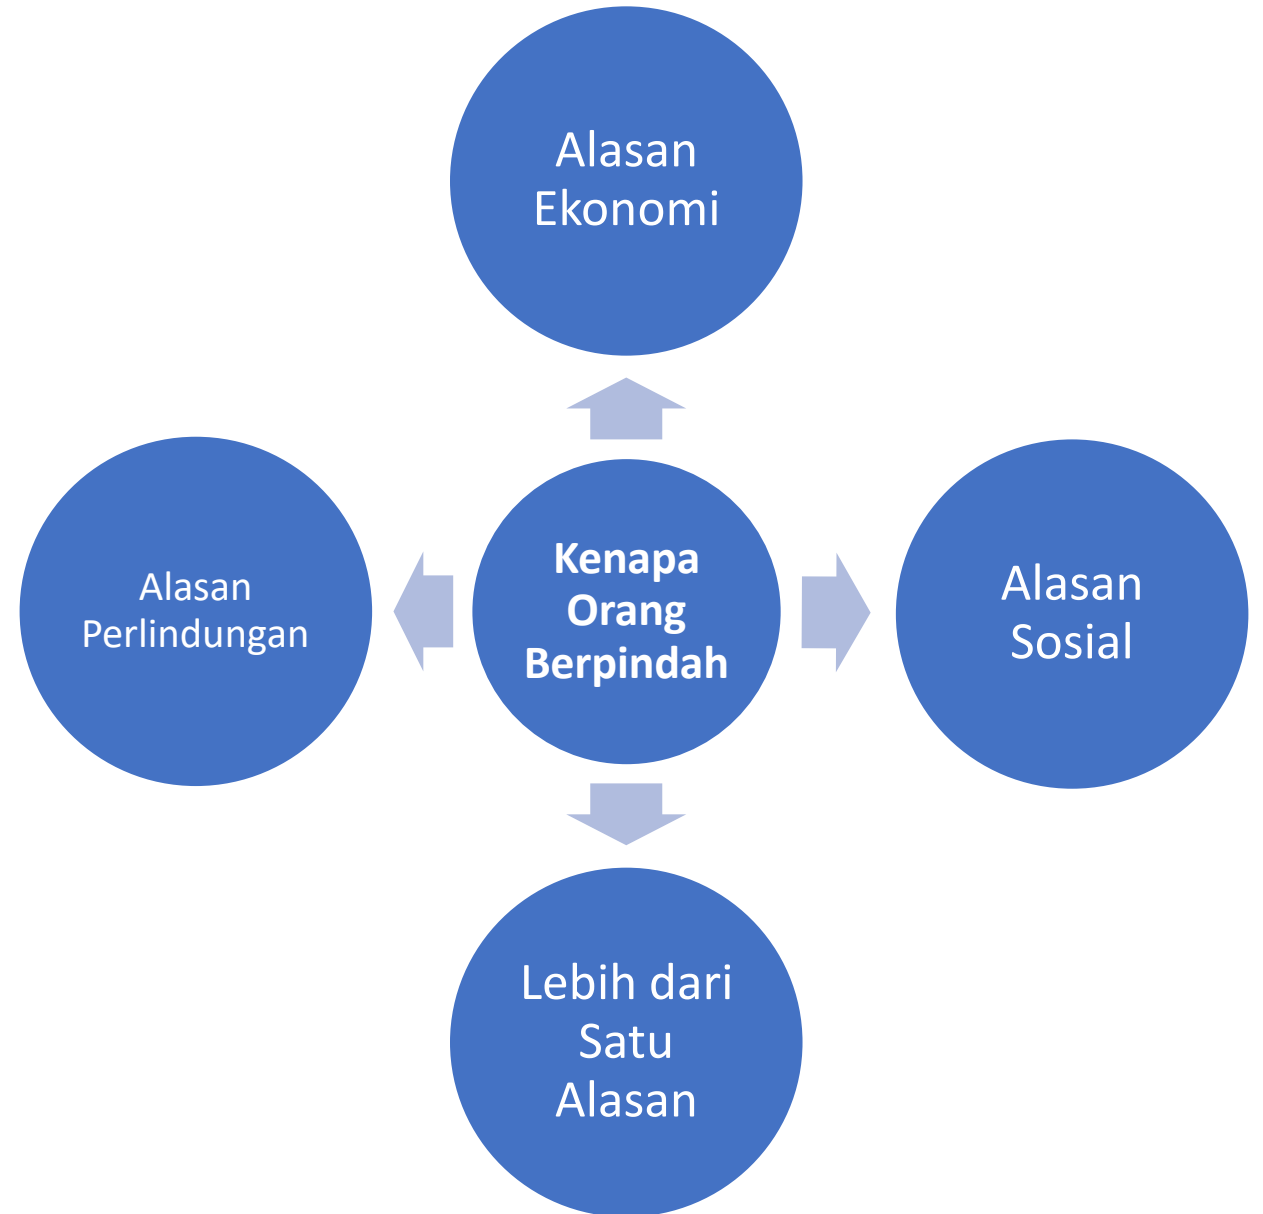 Alasan
Ekonomi
Alasan
Perlindungan
Kenapa
Orang
Berpindah
Alasan
Sosial
Lebih dari
Satu
Alasan